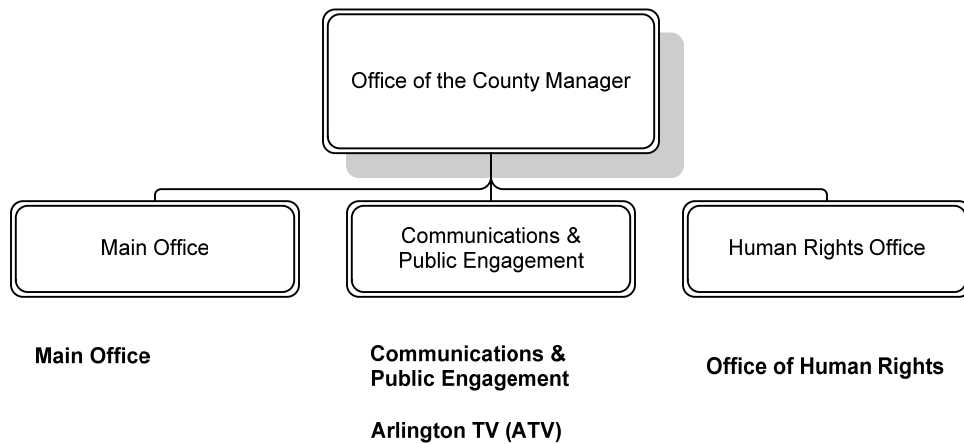 Office of the County Manager
Main Office
Communications &
Public Engagement
Human Rights Office
Main Office
Communications &
Public Engagement
Arlington TV (ATV)
Office of Human Rights